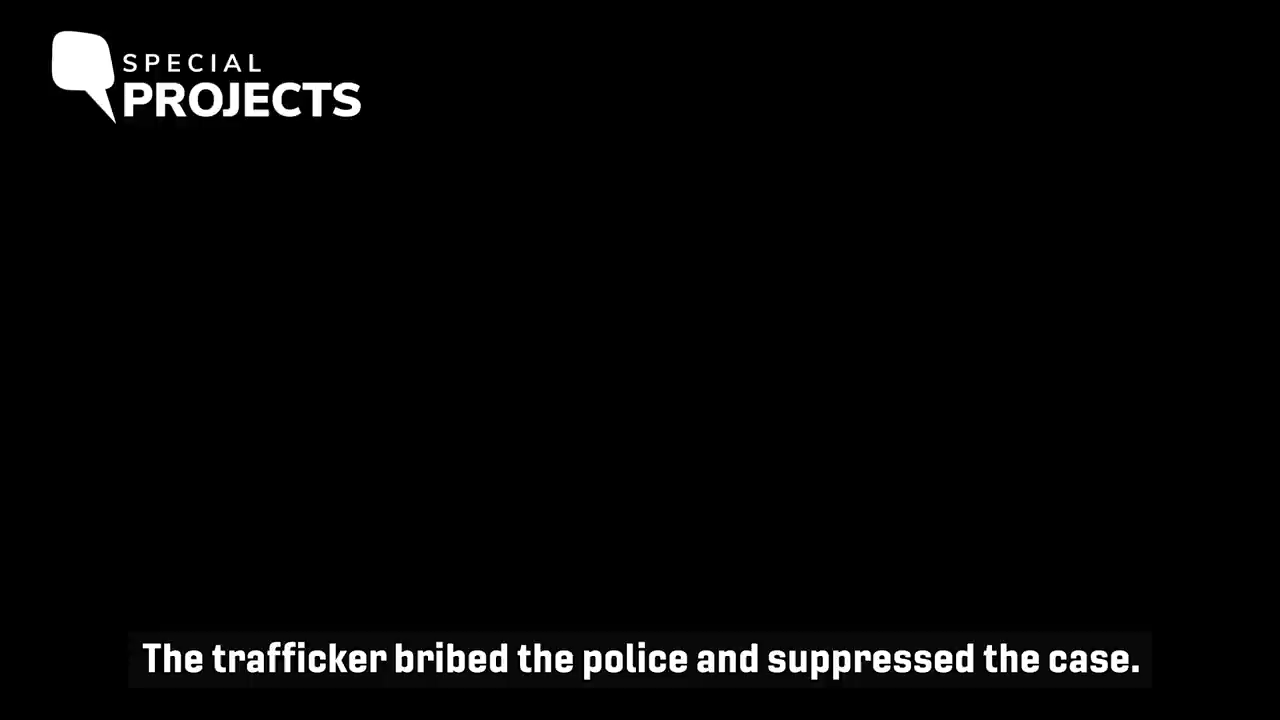 SPECIAL
PROJECTS
The trafficker bribed the police and suppressed the case.